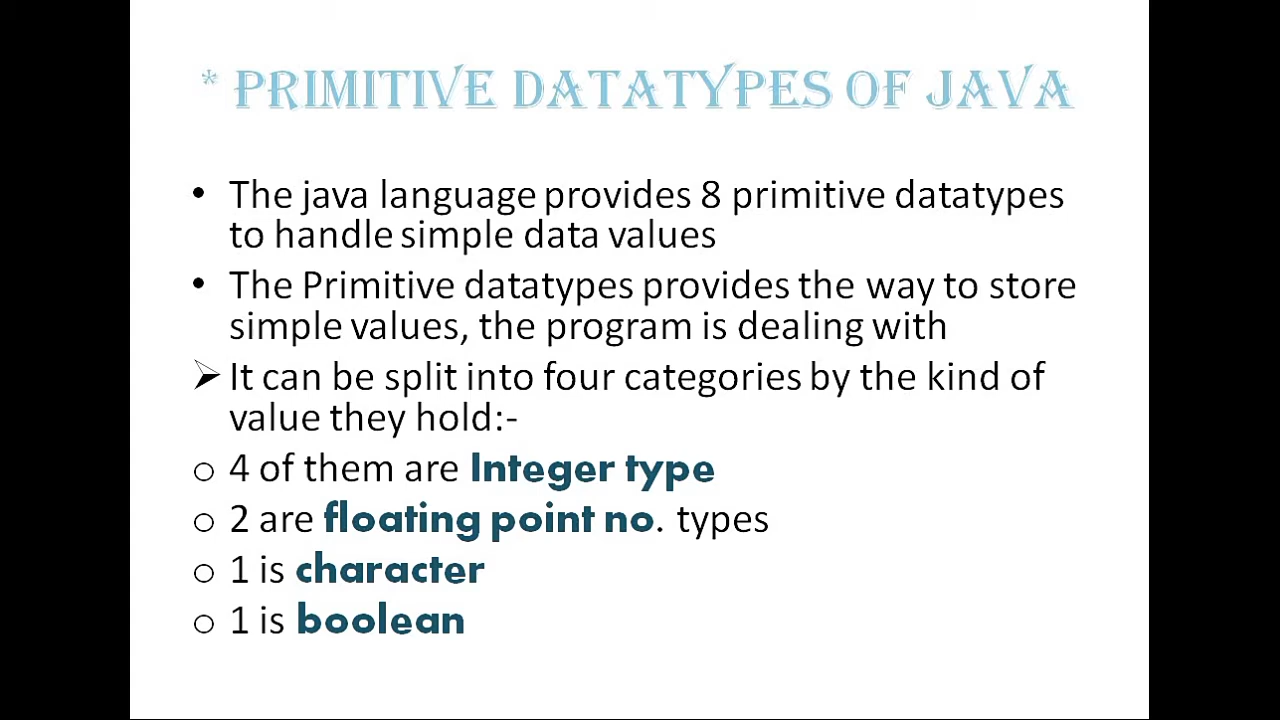 * PRIMITIVE DATATYPES OF JAVA
• The java language provides 8 primitive datatypes
to handle simple data values
• The Primitive datatypes provides the way to store
simple values, the program is dealing with
➢ It can be split into four categories by the kind of
value they hold:-
o 4 of them are Integer type
o 2 are floating point no. types
o 1 is character
o 1 is boolean